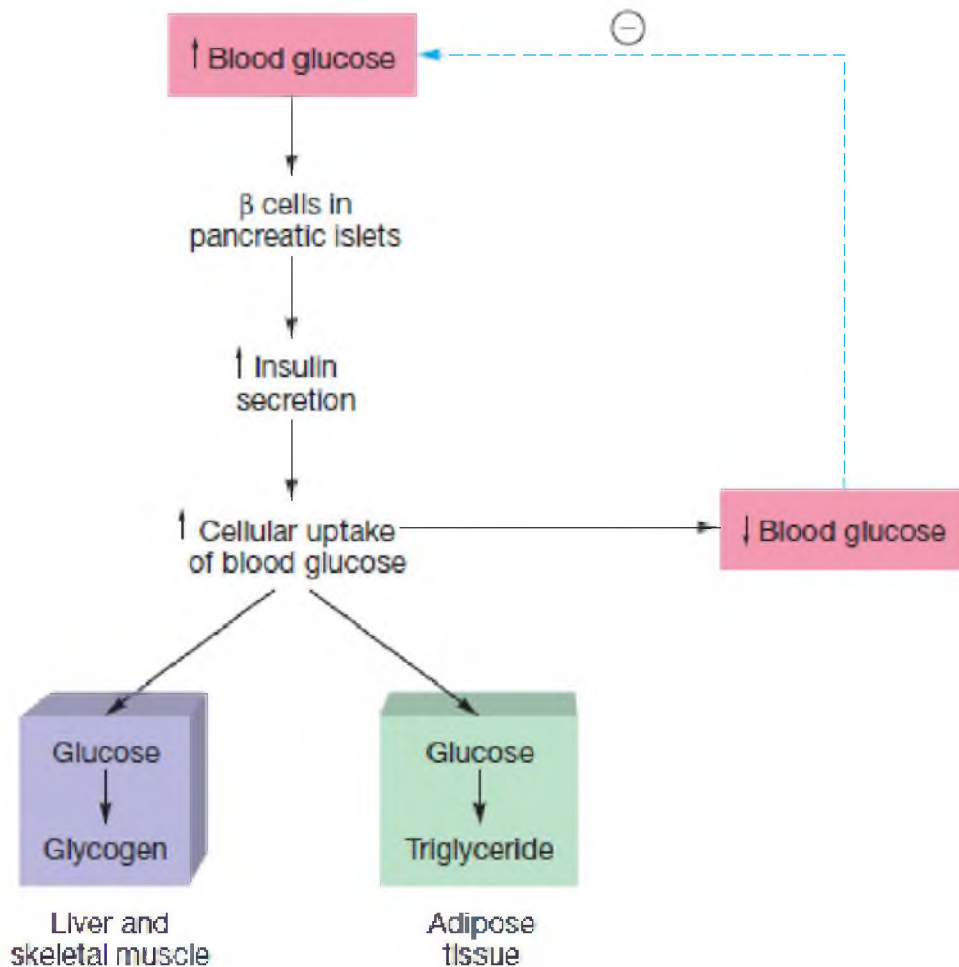 ⊖
↑ Blood glucose
β cells in
pancreatic islets
↑ Insulin
secretion
↑ Cellular uptake
of blood glucose
↓ Blood glucose
Glucose
Glycogen
Glucose
Triglyceride
Liver and
skeletal muscle
Adipose
tissue